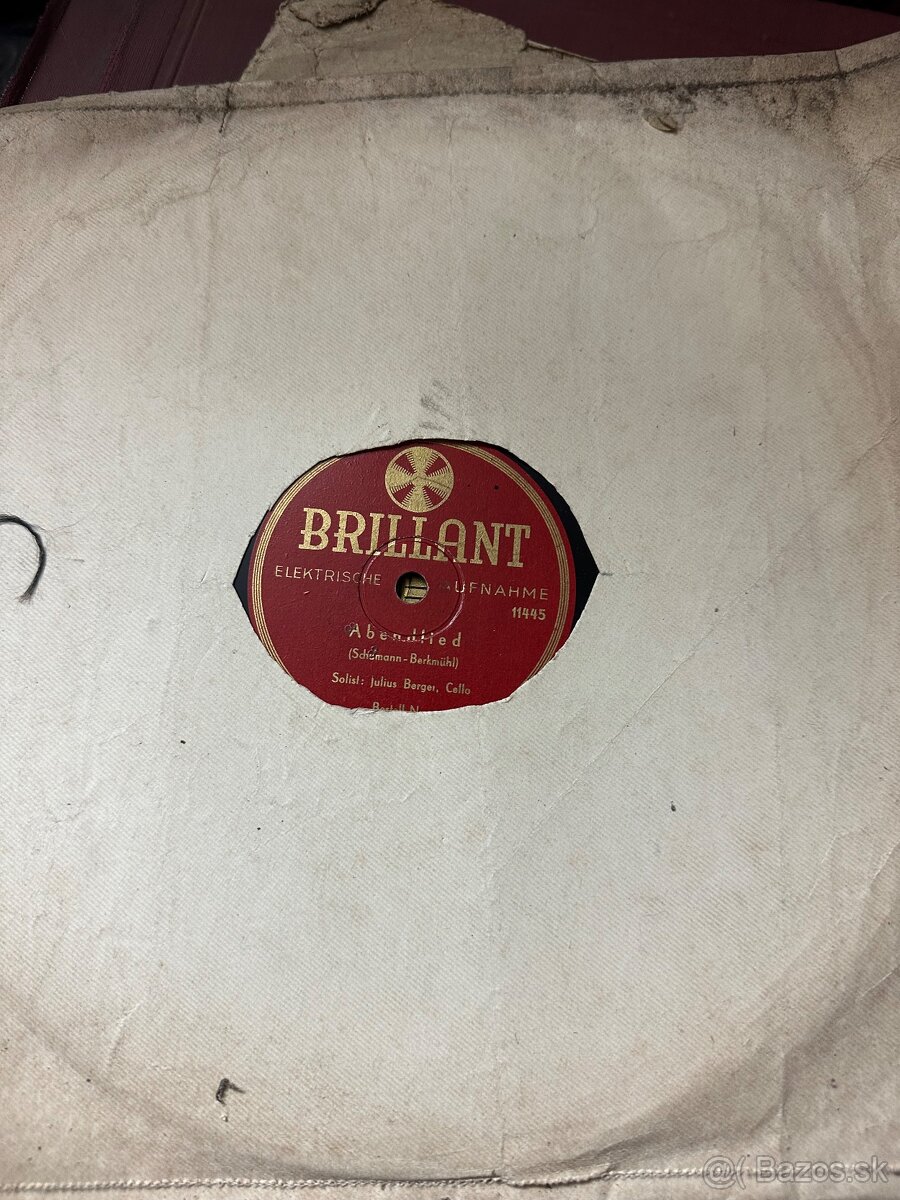 BRILLANT
ELEKTRISCHE AUFNAHME
11445
Abendlied
(Schumann-Berkmühl)
Solist: Julius Berger, Cello
@( Bazos.sk